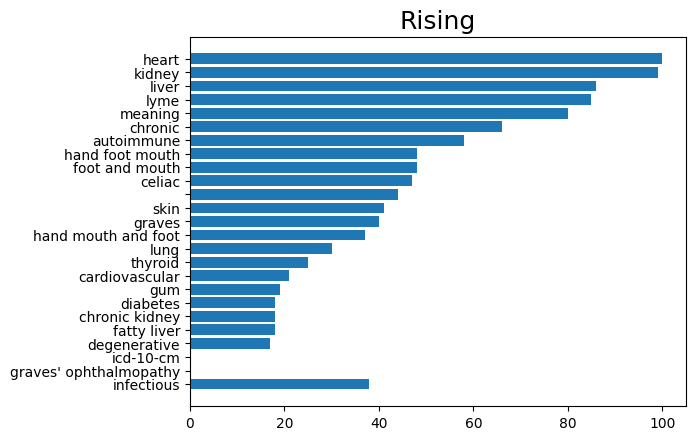 Rising
heart
kidney
liver
lyme
meaning
chronic
autoimmune
hand foot mouth
foot and mouth
celiac
skin
graves
hand mouth and foot
lung
thyroid
cardiovascular
gum
diabetes
chronic kidney
fatty liver
degenerative
icd-10-cm
graves' ophthalmopathy
infectious
0 20 40 60 80 100